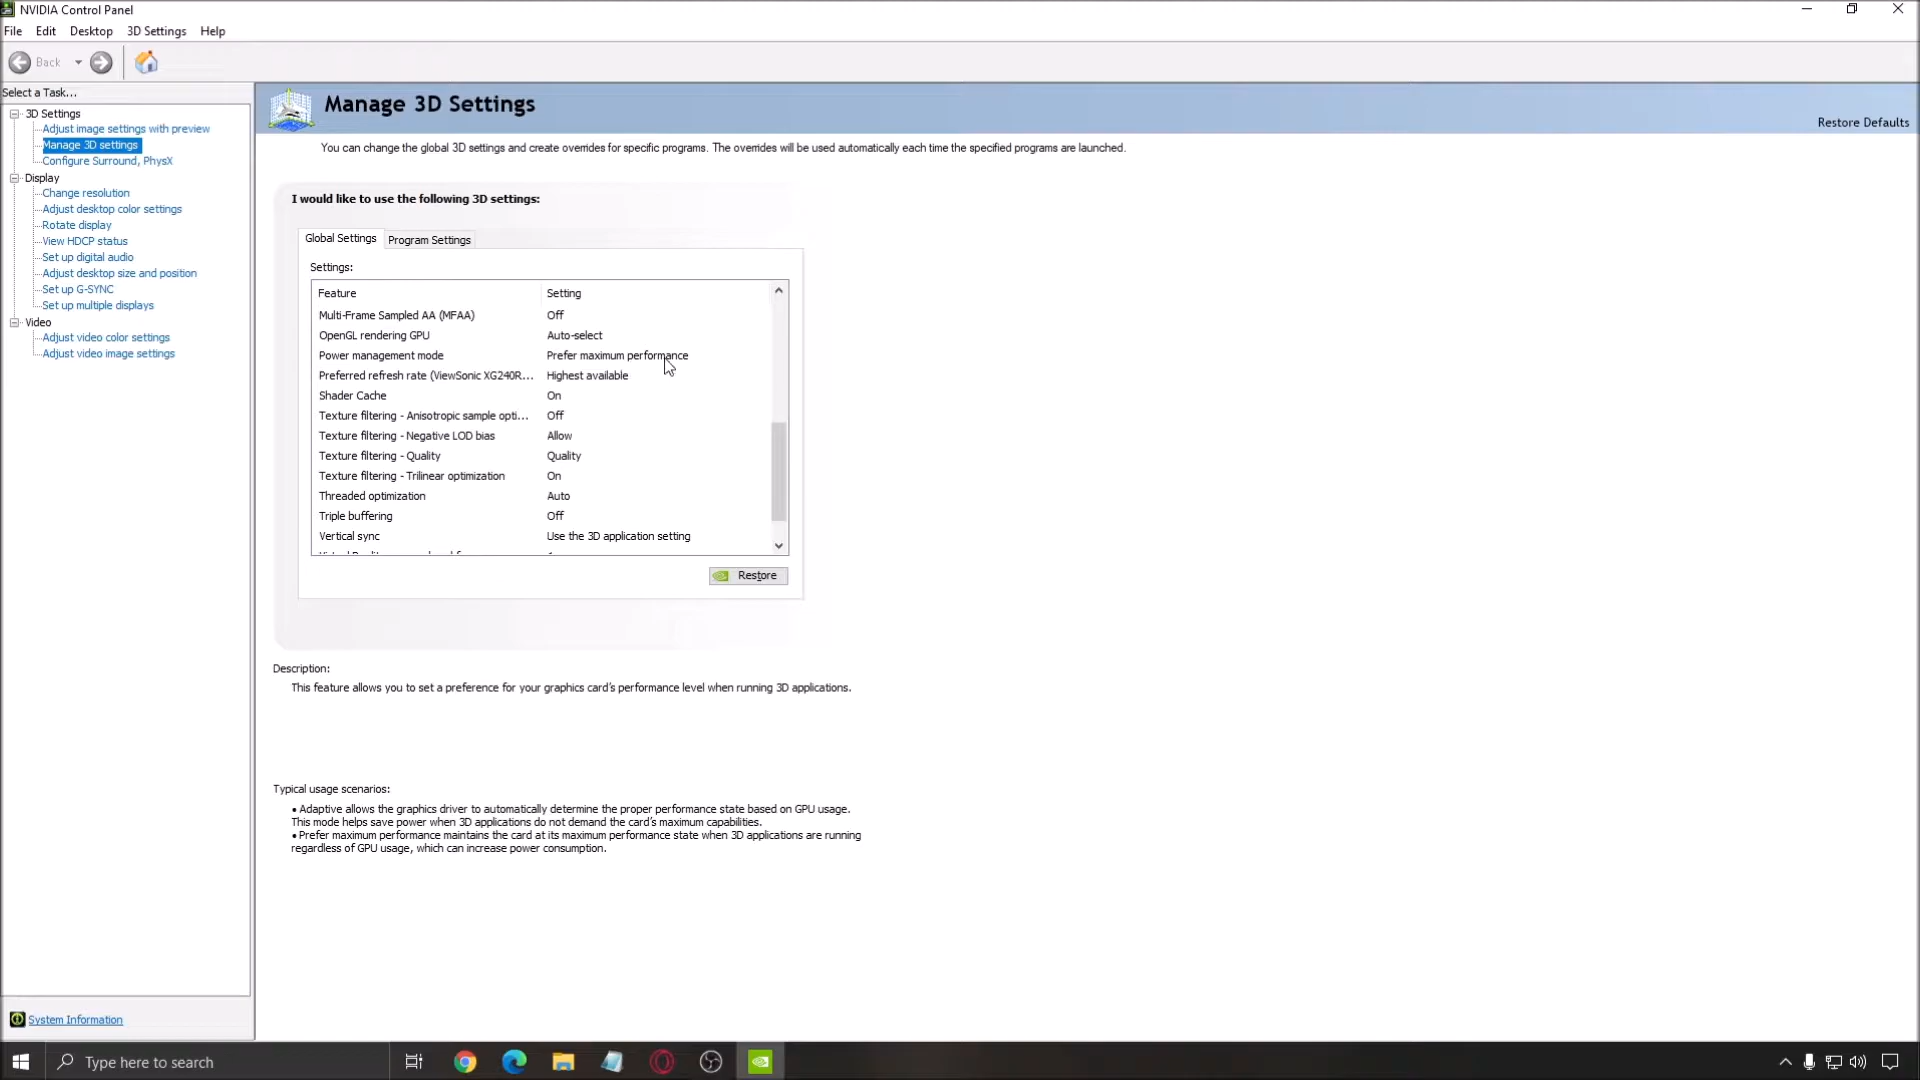 NVIDIA Control Panel
File Edit Desktop 3D Settings Help
Back
Select a Task...
3D Settings
Adjust image settings with preview
Manage 3D settings
Configure Surround, PhysX
Display
Change resolution
Adjust desktop color settings
Rotate display
View HDCP status
Set up digital audio
Adjust desktop size and position
Set up G-SYNC
Set up multiple displays
Video
Adjust video color settings
Adjust video image settings
System Information
Manage 3D Settings
Restore Defaults
You can change the global 3D settings and create overrides for specific programs. The overrides will be used automatically each time the specified programs are launched.
I would like to use the following 3D settings:
Global Settings Program Settings
Settings:
Feature Setting
Multi-Frame Sampled AA (MFAA) Off
OpenGL rendering GPU Auto-select
Power management mode Prefer maximum performance
Preferred refresh rate (ViewSonic XG240R... Highest available
Shader Cache On
Texture filtering - Anisotropic sample opti... Off
Texture filtering - Negative LOD bias Allow
Texture filtering - Quality Quality
Texture filtering - Trilinear optimization On
Threaded optimization Auto
Triple buffering Off
Vertical sync Use the 3D application setting
Restore
Description:
This feature allows you to set a preference for your graphics card's performance level when running 3D applications.
Typical usage scenarios:
• Adaptive allows the graphics driver to automatically determine the proper performance state based on GPU usage.
This mode helps save power when 3D applications do not demand the card's maximum capabilities.
• Prefer maximum performance maintains the card at its maximum performance state when 3D applications are running
regardless of GPU usage, which can increase power consumption.
Type here to search